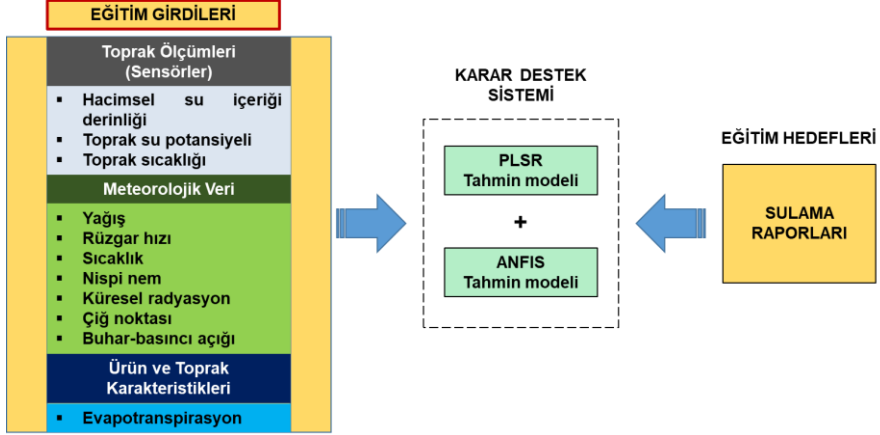 EĞİTİM GİRDİLERİ
Toprak Ölçümleri
(Sensörler)
▪ Hacimsel su içeriği
derinliği
▪ Toprak su potansiyeli
▪ Toprak sıcaklığı
Meteorolojik Veri
▪ Yağış
▪ Rüzgar hızı
▪ Sıcaklık
▪ Nispi nem
▪ Küresel radyasyon
▪ Çiğ noktası
▪ Buhar-basıncı açığı
Ürün ve Toprak
Karakteristikleri
▪ Evapotranspirasyon
KARAR DESTEK
SİSTEMİ
PLSR
Tahmin modeli
+
ANFIS
Tahmin modeli
EĞİTİM HEDEFLERİ
SULAMA
RAPORLARI